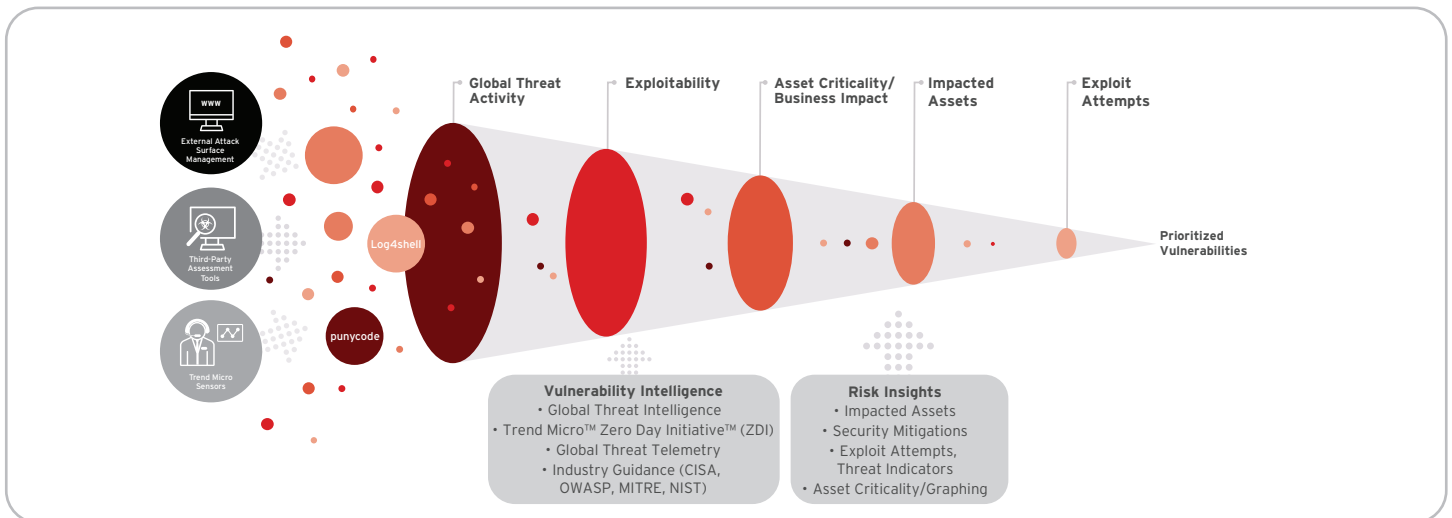 www
External Attack
Surface
Management
Third-Party
Assessment
Tools
Trend Micro
Sensors
Log4shell
punycode
Global Threat
Activity
Exploitability
Asset Criticality/
Business Impact
Impacted
Assets
Exploit
Attempts
Prioritized
Vulnerabilities
Vulnerability Intelligence
• Global Threat Intelligence
• Trend Micro™ Zero Day Initiative™ (ZDI)
• Global Threat Telemetry
• Industry Guidance (CISA,
OWASP, MITRE, NIST)
Risk Insights
• Impacted Assets
• Security Mitigations
• Exploit Attempts,
Threat Indicators
• Asset Criticality/Graphing